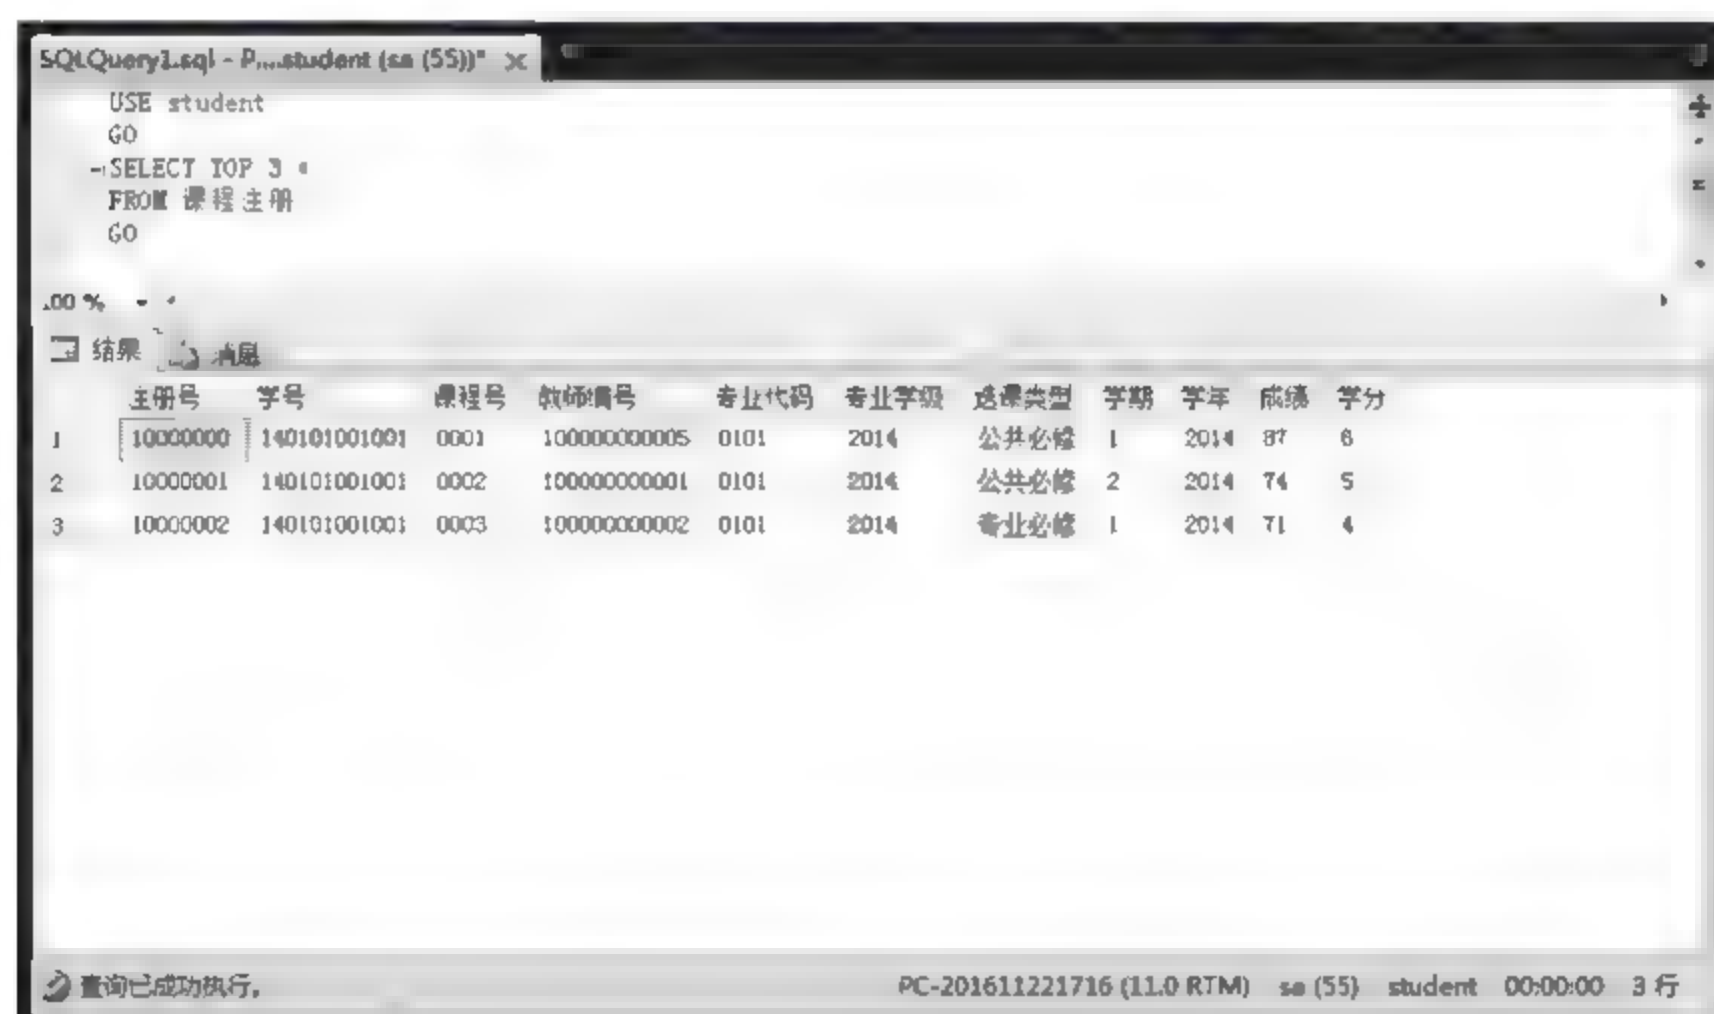 SQLQuery1.sql - P....student (sa (55))* ×
USE student
GO
SELECT TOP 3 *
FROM 课程主册
GO
100 %
结果 消息
主册号 学号 课程号 教师编号 专业代码 专业学级 选课类型 学期 学年 成绩 学分
1 10000000 140101001001 0001 100000000005 0101 2014 公共必修 1 2014 87 6
2 10000001 140101001001 0002 100000000001 0101 2014 公共必修 2 2014 74 5
3 10000002 140101001001 0003 100000000002 0101 2014 专业必修 1 2014 71 4
查询已成功执行。 PC-201611221716 (11.0 RTM) sa (55) student 00:00:00 3 行